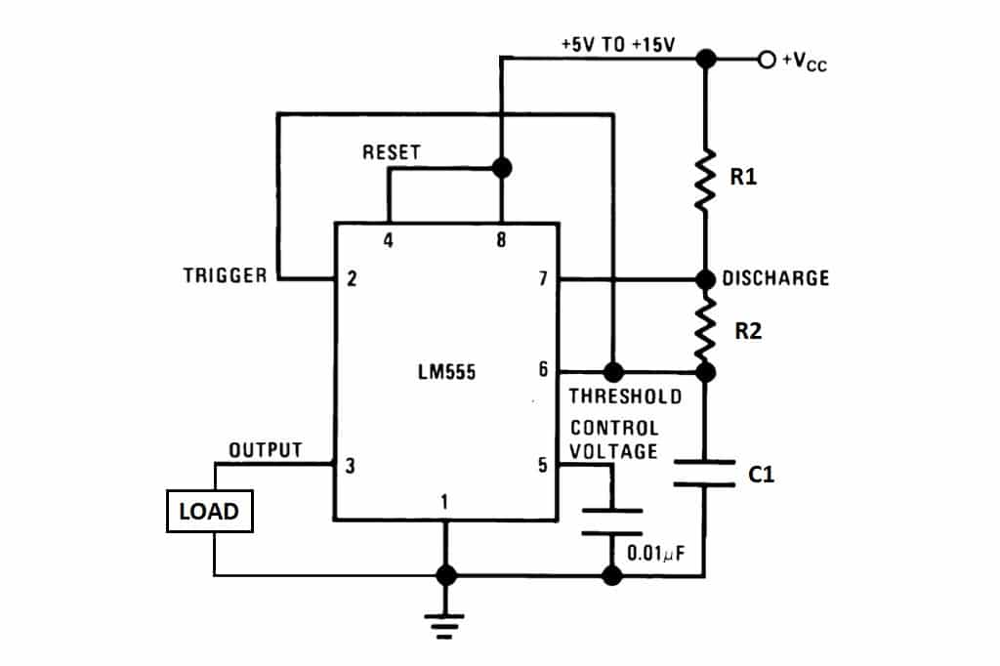 +5V TO +15V
+VCC
RESET
R1
4
8
TRIGGER
2
7
DISCHARGE
R2
LM555
6
THRESHOLD
CONTROL
VOLTAGE
OUTPUT
3
5
C1
LOAD
1
0.01µF